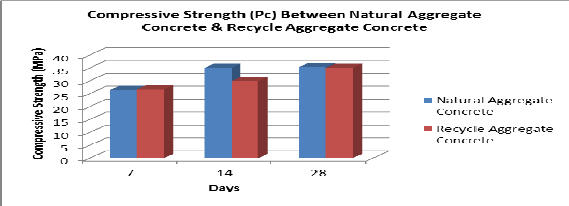 Compressive Strength (Pc) Between Natural Aggregate
Concrete & Recycle Aggregate Concrete
Compressive Strength (MPa)
40
35
30
25
20
15
10
5
0
7 14 28
Days
Natural Aggregate
Concrete
Recycle Aggregate
Concrete